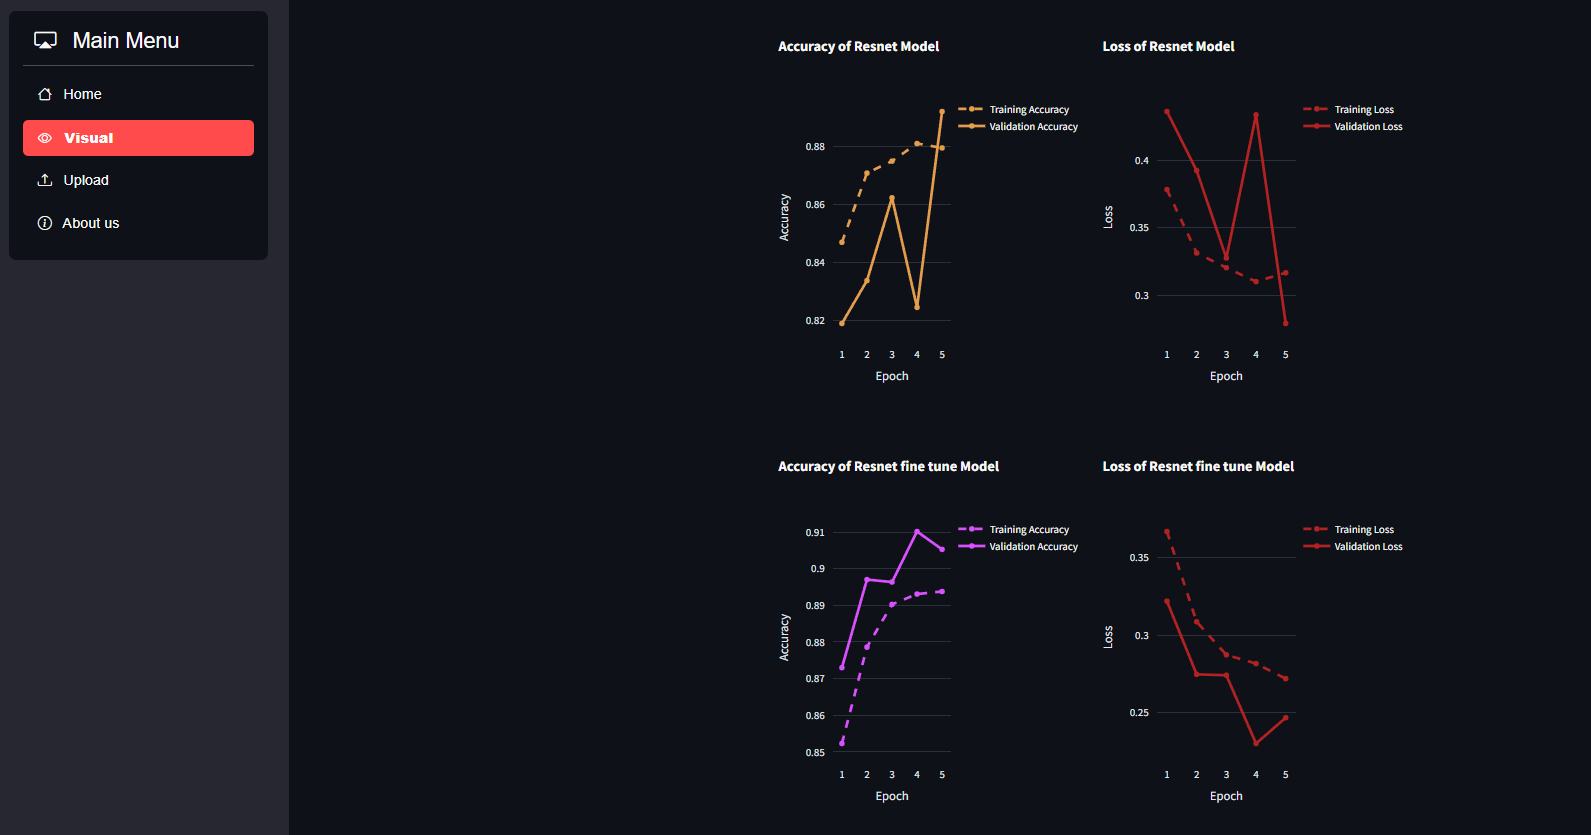 Main Menu
Home
Visual
Upload
About us
Accuracy of Resnet Model
Training Accuracy
Validation Accuracy
0.88
0.86
0.84
0.82
Accuracy
1 2 3 4 5
Epoch
Loss of Resnet Model
Training Loss
Validation Loss
0.4
0.35
0.3
Loss
1 2 3 4 5
Epoch
Accuracy of Resnet fine tune Model
Training Accuracy
Validation Accuracy
0.91
0.9
0.89
0.88
0.87
0.86
0.85
Accuracy
1 2 3 4 5
Epoch
Loss of Resnet fine tune Model
Training Loss
Validation Loss
0.35
0.3
0.25
Loss
1 2 3 4 5
Epoch